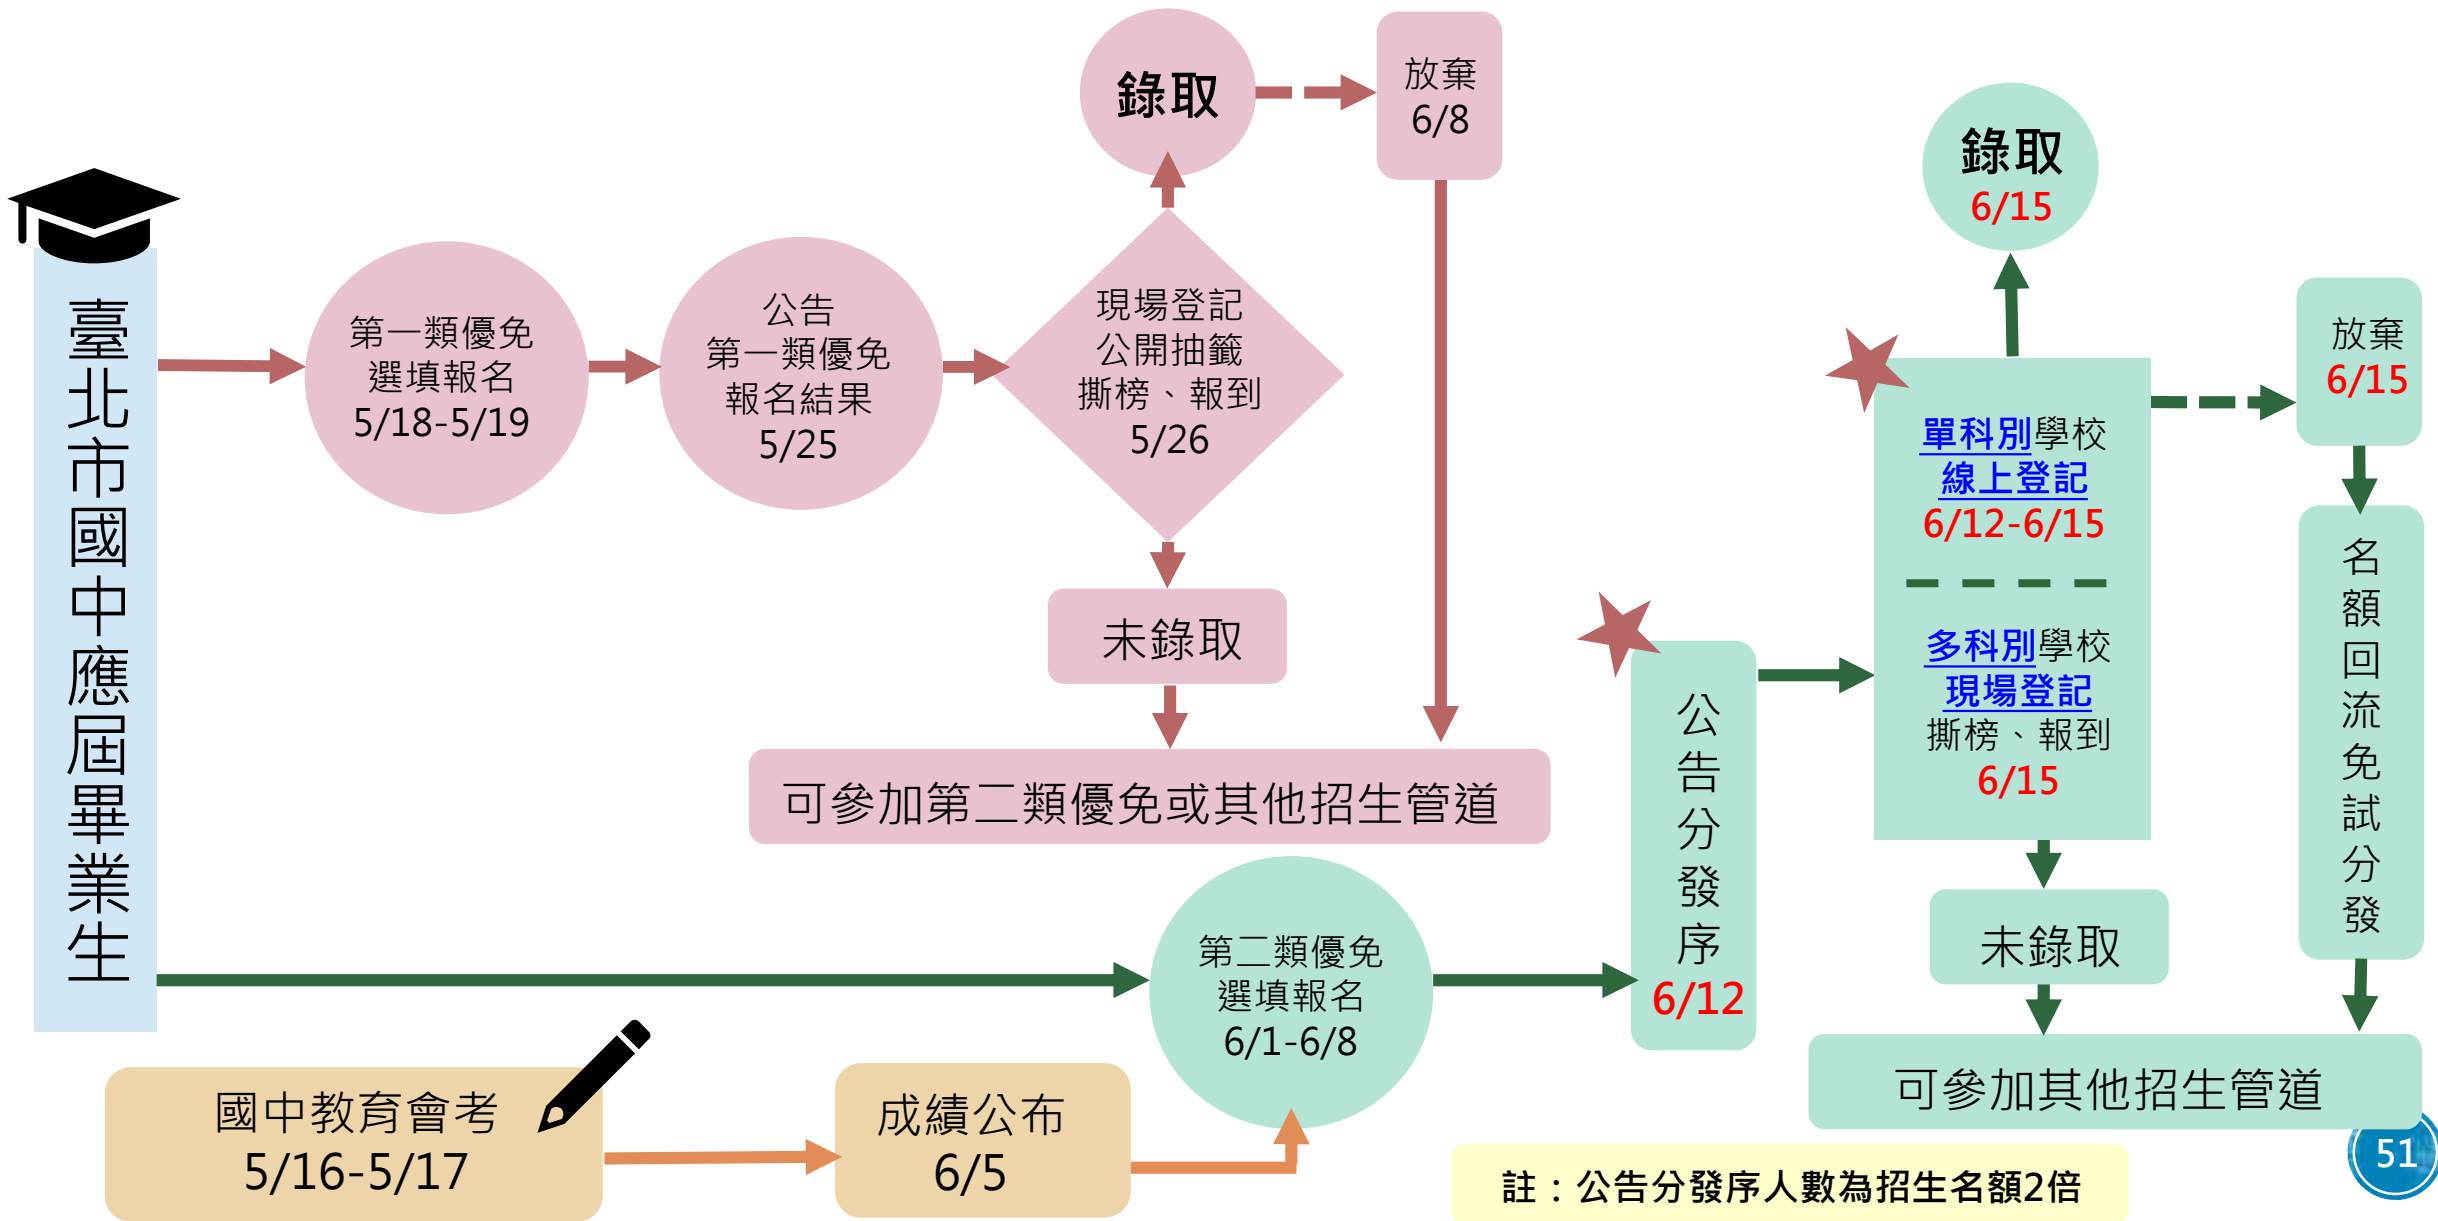 臺北市國中應屆畢業生
第一類優免
選填報名
5/18-5/19
公告
第一類優免
報名結果
5/25
現場登記
公開抽籤
撕榜、報到
5/26
錄取
放棄
6/8
未錄取
可參加第二類優免或其他招生管道
國中教育會考
5/16-5/17
成績公布
6/5
第二類優免
選填報名
6/1-6/8
公告分發序
6/12
單科別學校
線上登記
6/12-6/15
多科別學校
現場登記
撕榜、報到
6/15
錄取
6/15
放棄
6/15
名額回流免試分發
未錄取
可參加其他招生管道
註：公告分發序人數為招生名額2倍
51